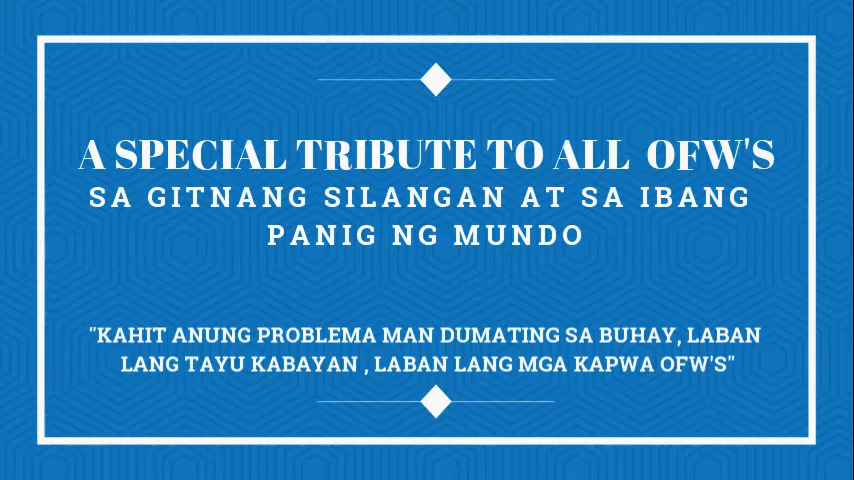 A SPECIAL TRIBUTE TO ALL OFW'S
SA GITNANG SILANGAN AT SA IBANG
PANIG NG MUNDO
"KAHIT ANUNG PROBLEMA MAN DUMATING SA BUHAY, LABAN
LANG TAYU KABAYAN , LABAN LANG MGA KAPWA OFW'S"